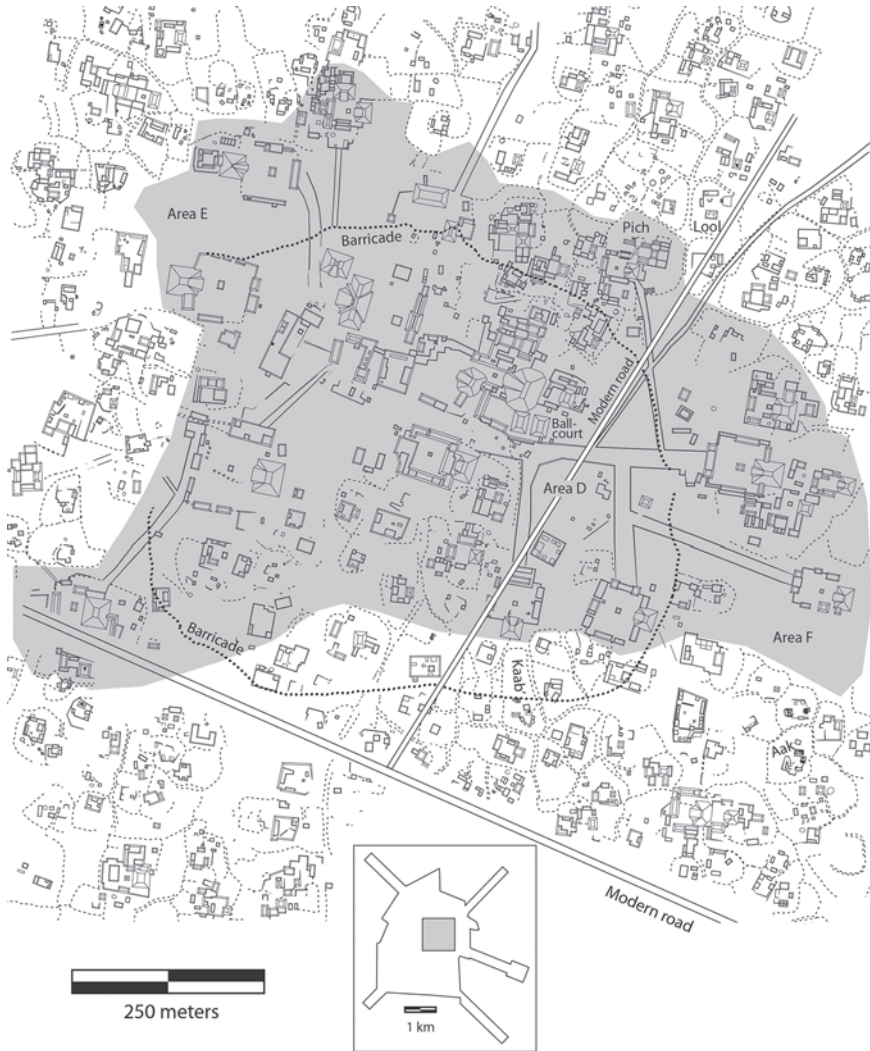 Area E
Barricade
Pich
Lool
Modern road
Ball-
court
Area D
Barricade
Area F
Kaab'
Aak
Modern road
250 meters
1 km